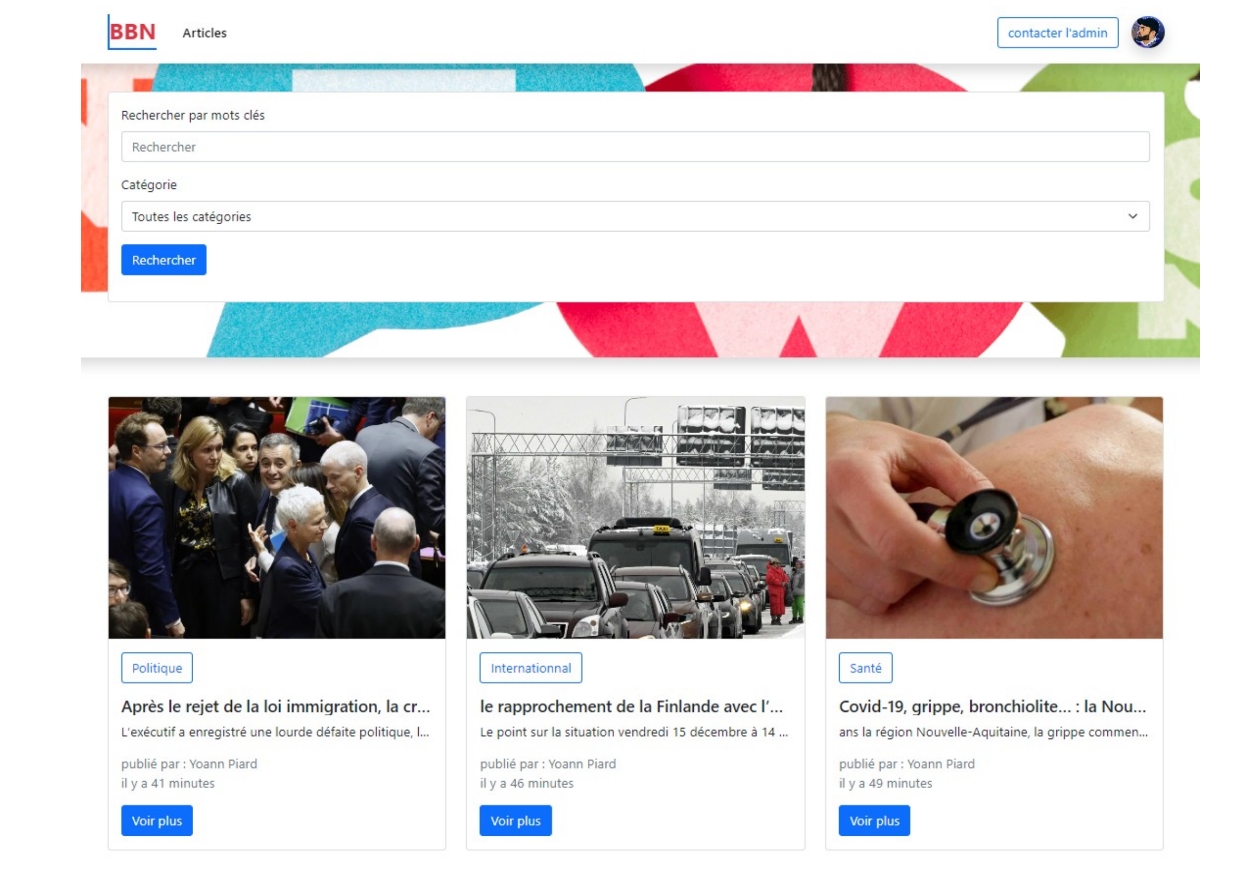 BBN Articles contacter l'admin
Rechercher par mots clés
Rechercher
Catégorie
Toutes les catégories
Rechercher
TAXI
Politique
Après le rejet de la loi immigration, la cr...
L'exécutif a enregistré une lourde défaite politique, l...
publié par : Yoann Piard
il y a 41 minutes
Voir plus
Internationnal
le rapprochement de la Finlande avec l’...
Le point sur la situation vendredi 15 décembre à 14 ...
publié par : Yoann Piard
il y a 46 minutes
Voir plus
Santé
Covid-19, grippe, bronchiolite... : la Nou...
ans la région Nouvelle-Aquitaine, la grippe commen...
publié par : Yoann Piard
il y a 49 minutes
Voir plus